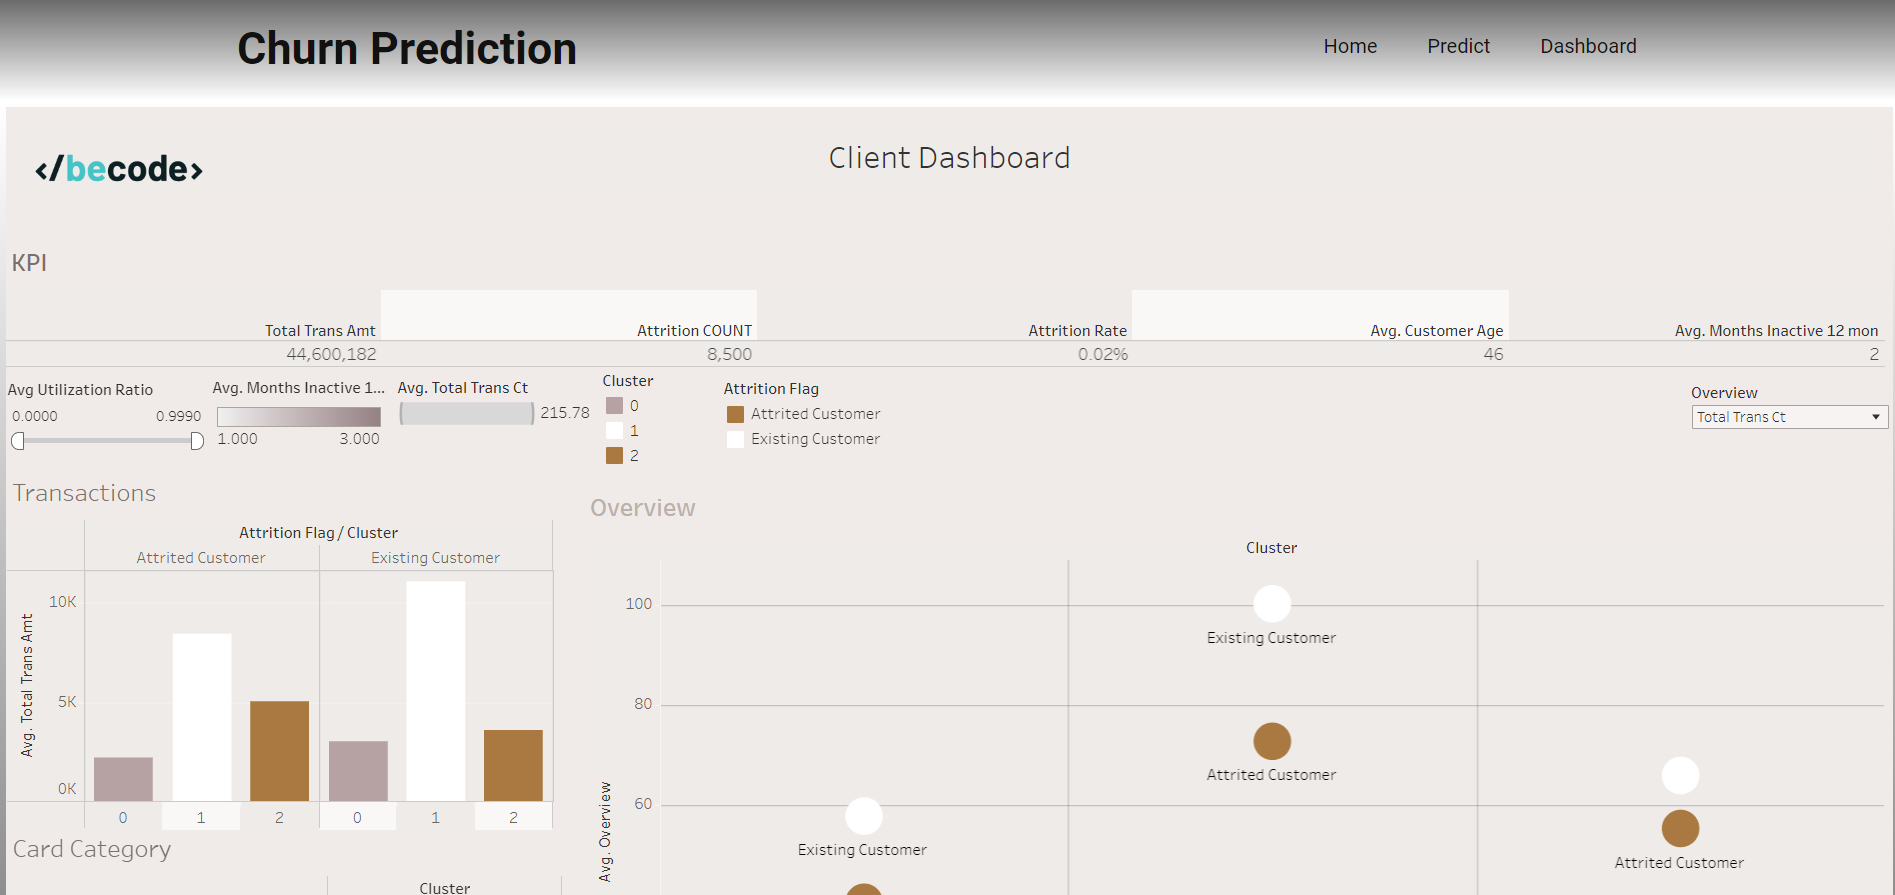 Churn Prediction
Home Predict Dashboard
</becode>
Client Dashboard
KPI
Total Trans Amt Attrition COUNT Attrition Rate Avg. Customer Age Avg. Months Inactive 12 mon
44,600,182 8,500 0.02% 46 2
Avg Utilization Ratio
0.0000 0.9990
Avg. Months Inactive 1...
1.000 3.000
Avg. Total Trans Ct
215.78
Cluster
0
1
2
Attrition Flag
Attrited Customer
Existing Customer
Overview
Total Trans Ct
Transactions
Attrition Flag / Cluster
Attrited Customer Existing Customer
Avg. Total Trans Amt
10K
5K
0K
0 1 2 0 1 2
Card Category
Cluster
Overview
Cluster
Avg. Overview
100
80
60
Existing Customer
Attrited Customer
Existing Customer
Attrited Customer